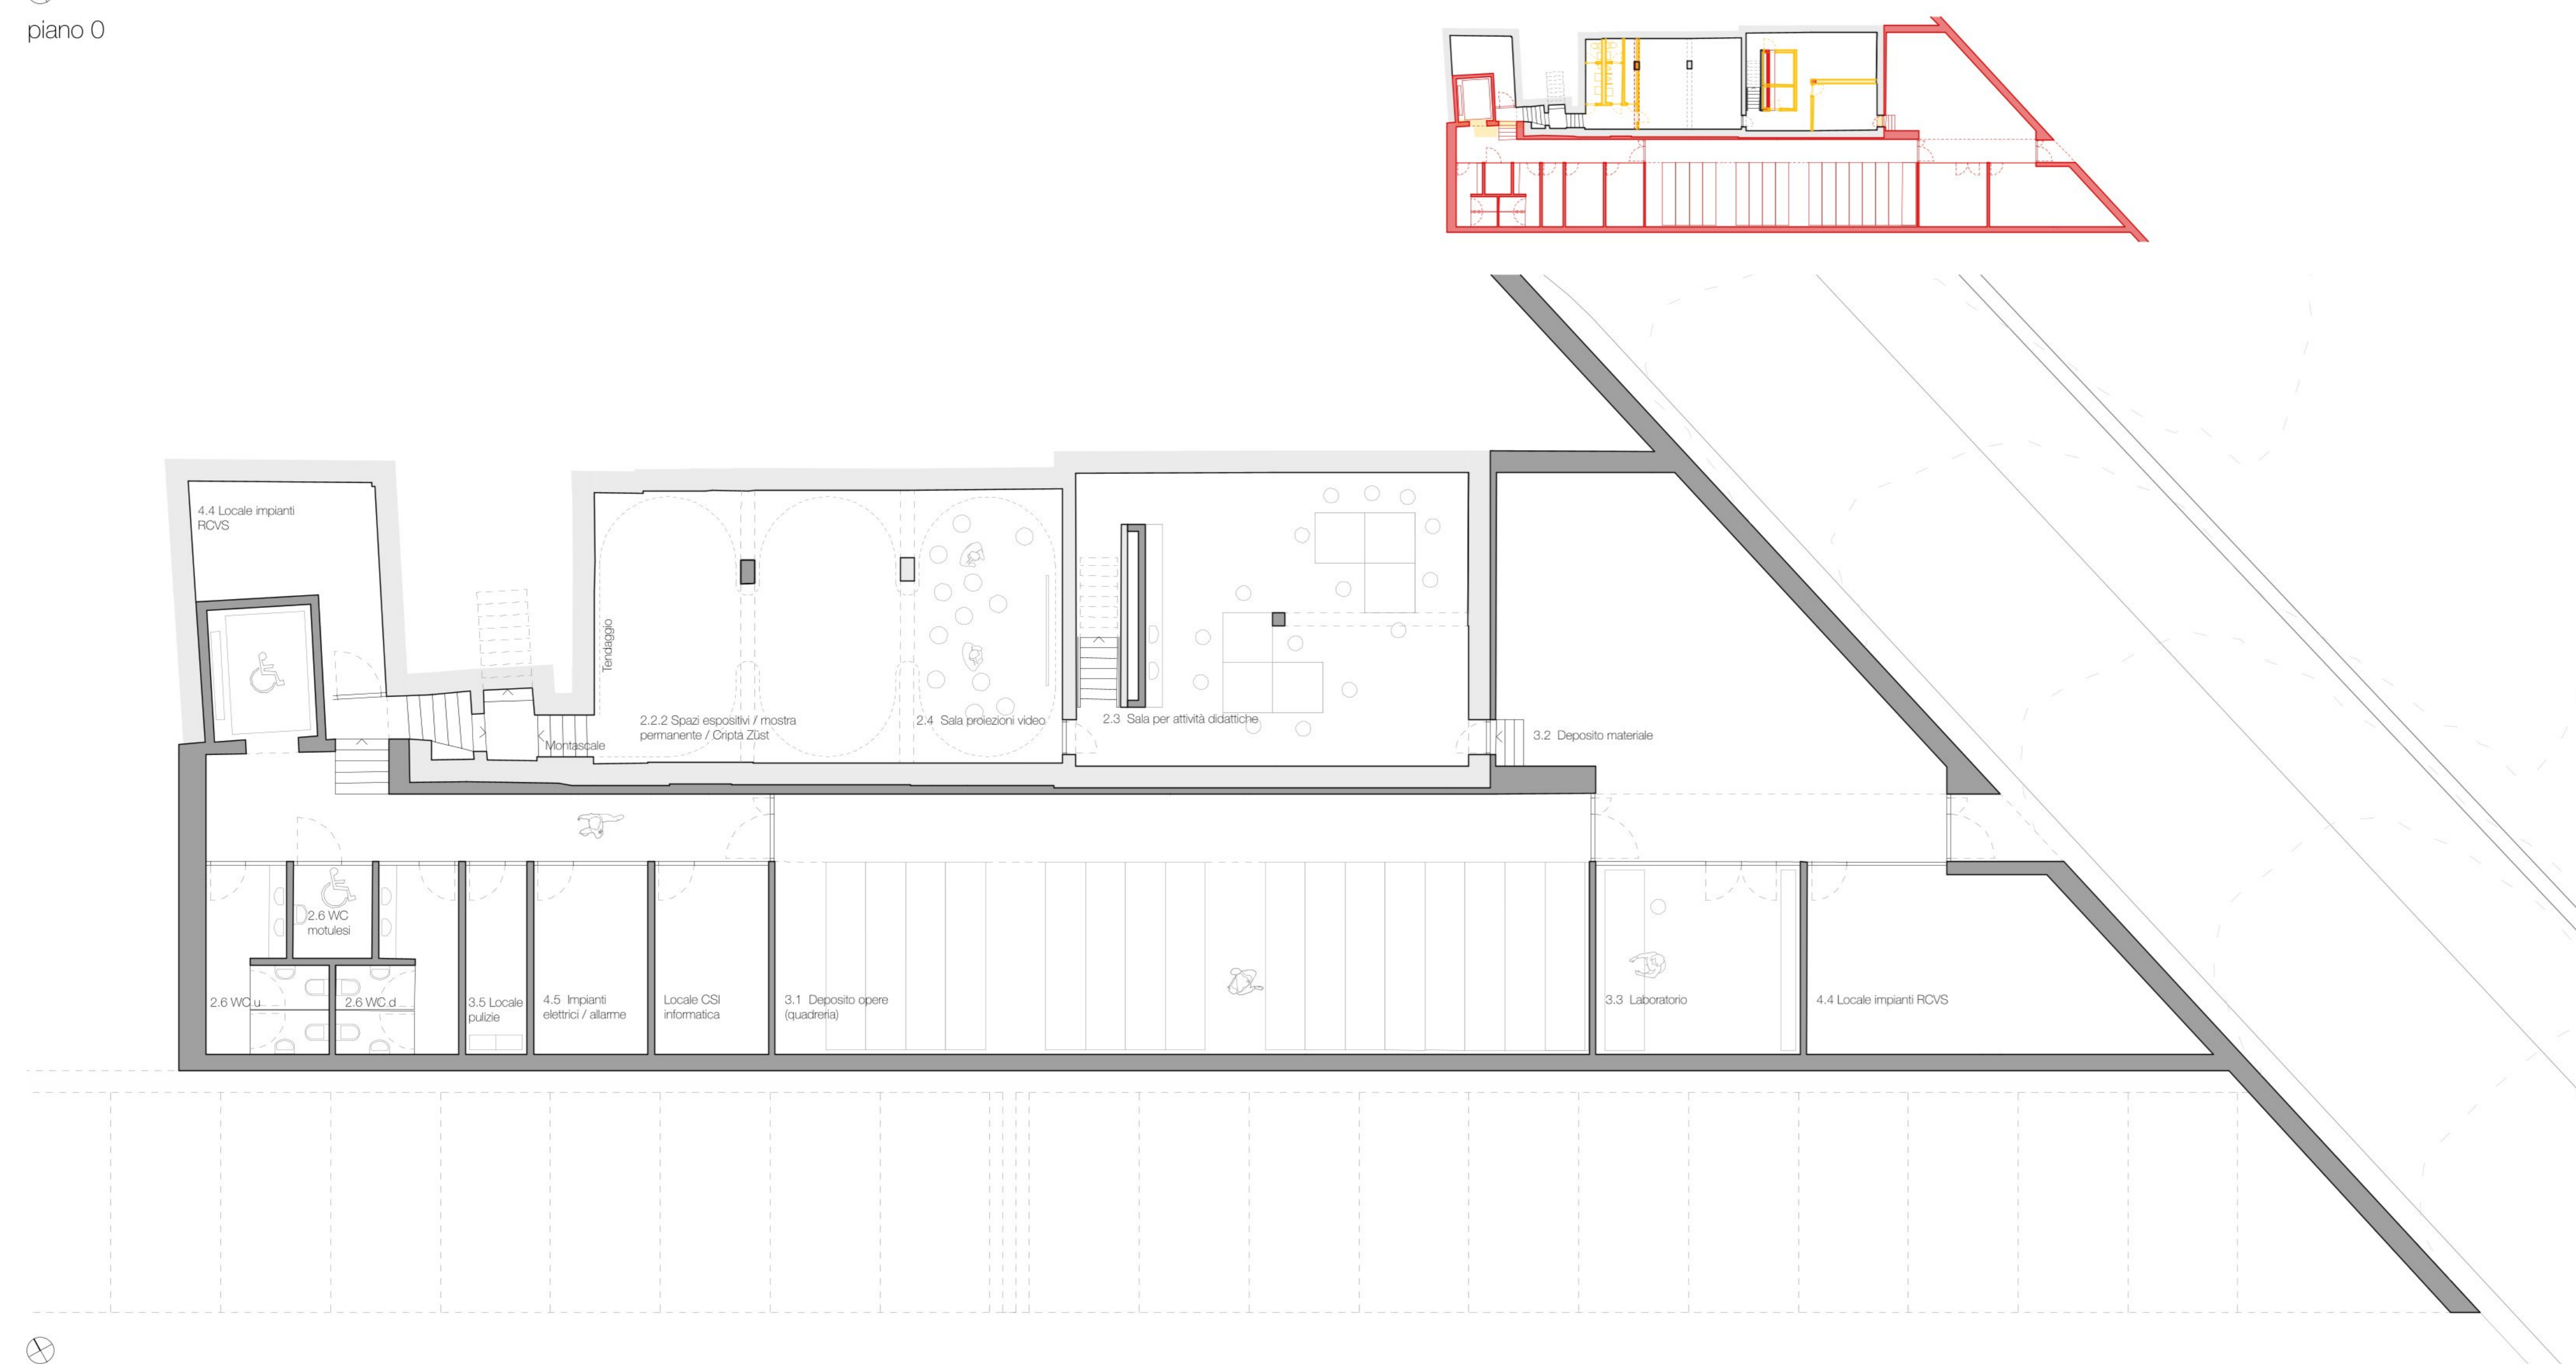 piano 0
4.4 Locale impianti
RCVS
Tendaggio
Montascale
2.2.2 Spazi espositivi / mostra
permanente / Cripta Züst
2.4 Sala proiezioni video
2.3 Sala per attività didattiche
3.2 Deposito materiale
2.6 WC
motulesi
2.6 WC u
2.6 WC d
3.5 Locale
pulizie
4.5 Impianti
elettrici / allarme
Locale CSI
informatica
3.1 Deposito opere
(quadreria)
3.3 Laboratorio
4.4 Locale impianti RCVS